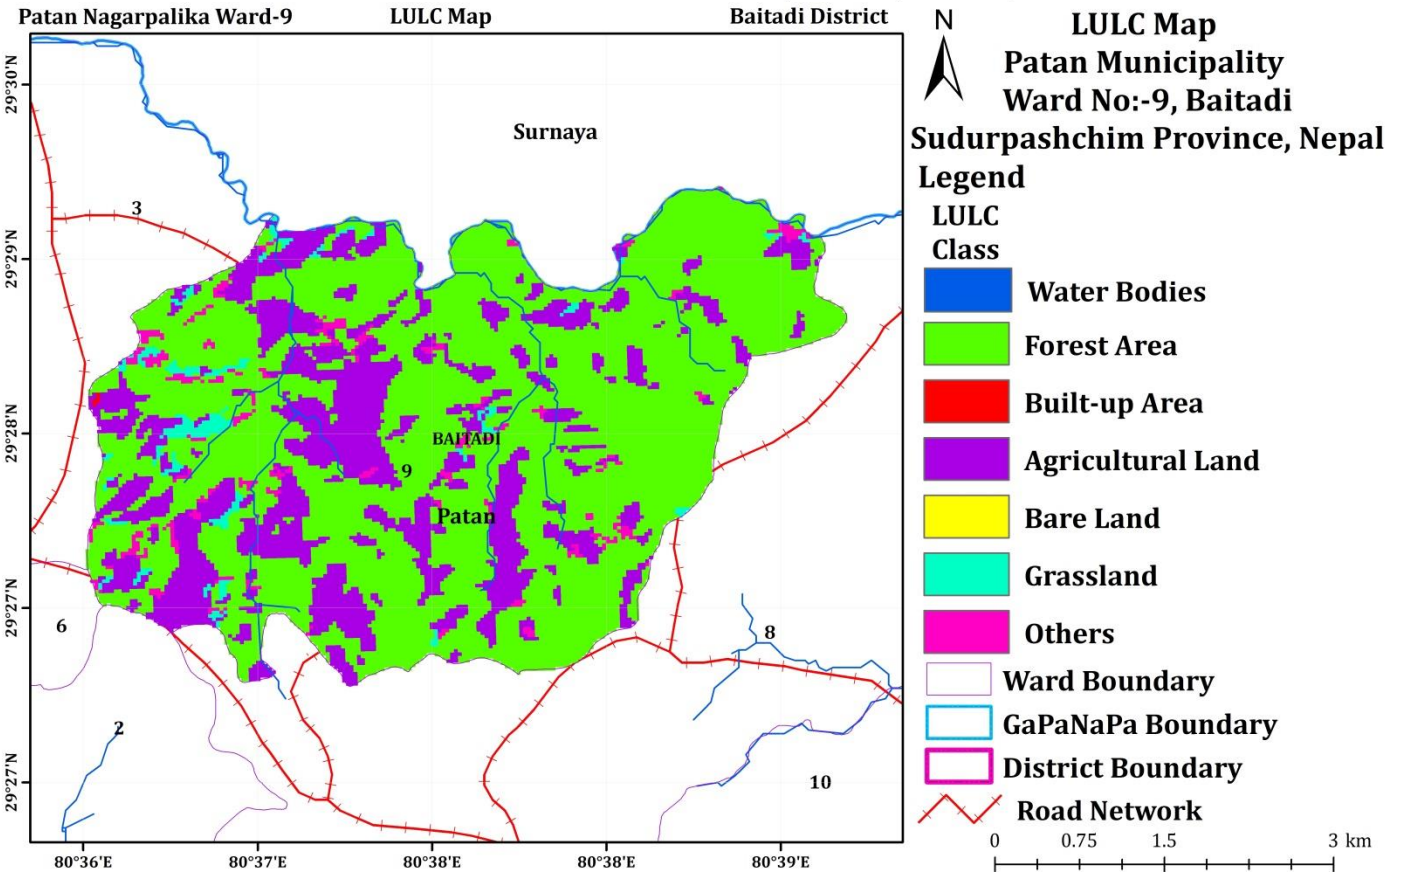 Patan Nagarpalika Ward-9
LULC Map
Baitadi District
29°30'N
29°29'N
29°28'N
29°27'N
29°27'N
Surnaya
3
BAITADI
9
Patan
6
8
2
10
80°36'E
80°37'E
80°38'E
80°38'E
80°39'E
N
LULC Map
Patan Municipality
Ward No:-9, Baitadi
Sudurpashchim Province, Nepal
Legend
LULC
Class
Water Bodies
Forest Area
Built-up Area
Agricultural Land
Bare Land
Grassland
Others
Ward Boundary
GaPaNaPa Boundary
District Boundary
Road Network
0 0.75 1.5 3 km